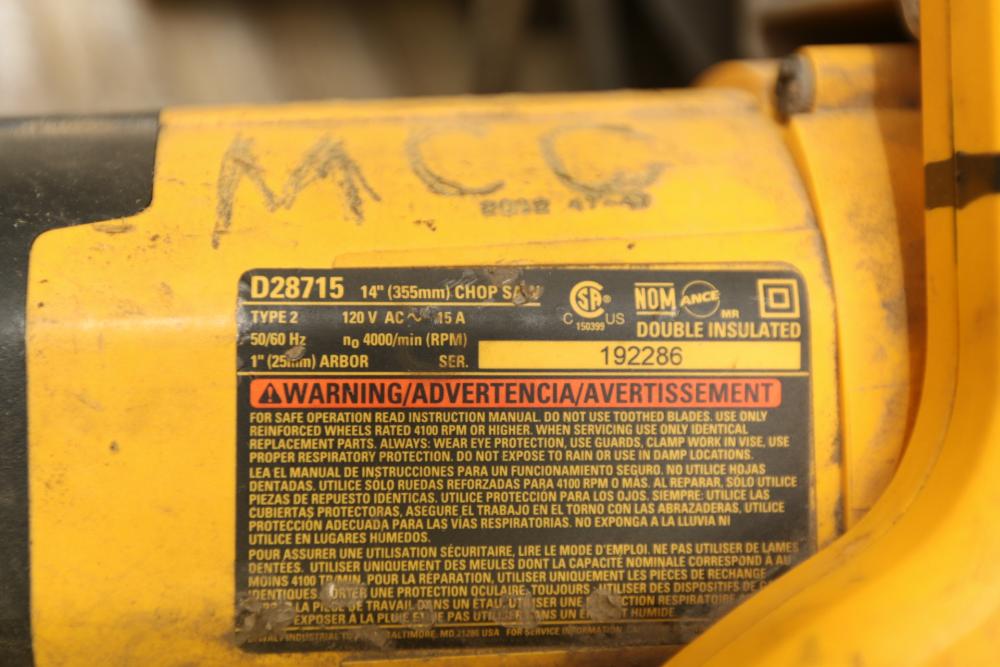 MCC
2002 47-47
D28715 14" (355mm) CHOP SAW
TYPE 2 120 V AC ~ 15 A
50/60 Hz n₀ 4000/min (RPM)
1" (25mm) ARBOR SER. 192286
SA ®
C 150399 US
NOM ANCE MR
DOUBLE INSULATED
⚠WARNING/ADVERTENCIA/AVERTISSEMENT
FOR SAFE OPERATION READ INSTRUCTION MANUAL. DO NOT USE TOOTHED BLADES. USE ONLY
REINFORCED WHEELS RATED 4100 RPM OR HIGHER. WHEN SERVICING USE ONLY IDENTICAL
REPLACEMENT PARTS. ALWAYS: WEAR EYE PROTECTION, USE GUARDS, CLAMP WORK IN VISE, USE
PROPER RESPIRATORY PROTECTION. DO NOT EXPOSE TO RAIN OR USE IN DAMP LOCATIONS.
LEA EL MANUAL DE INSTRUCCIONES PARA UN FUNCIONAMIENTO SEGURO. NO UTILICE HOJAS
DENTADAS. UTILICE SÓLO RUEDAS REFORZADAS PARA 4100 RPM O MÁS. AL REPARAR, SÓLO UTILICE
PIEZAS DE REPUESTO IDÉNTICAS. UTILICE PROTECCIÓN PARA LOS OJOS. SIEMPRE: UTILICE LAS
CUBIERTAS PROTECTORAS, ASEGURE EL TRABAJO EN EL TORNO CON LAS ABRAZADERAS, UTILICE
PROTECCIÓN ADECUADA PARA LAS VÍAS RESPIRATORIAS. NO EXPONGA A LA LLUVIA NI
UTILICE EN LUGARES HÚMEDOS.
POUR ASSURER UNE UTILISATION SÉCURITAIRE, LIRE LE MODE D'EMPLOI. NE PAS UTILISER DE LAMES
DENTÉES. UTILISER UNIQUEMENT DES MEULES DONT LA CAPACITÉ NOMINALE CORRESPOND À AU
MOINS 4100 TR/MIN. POUR LA RÉPARATION, UTILISER UNIQUEMENT LES PIÈCES DE RECHANGE
IDENTIQUES. PORTER UNE PROTECTION OCULAIRE, TOUJOURS UTILISER DES DISPOSITIFS DE
LA PIÈCE DE TRAVAIL DANS UN ÉTAU, UTILISER UNE RESPIRATOIRE
EXPOSER À LA PLUIE ET NE PAS UTILISER DANS UN HUMIDE
INDUSTRIAL BALTIMORE, MD 21286 USA FOR SERVICE INFORMATION